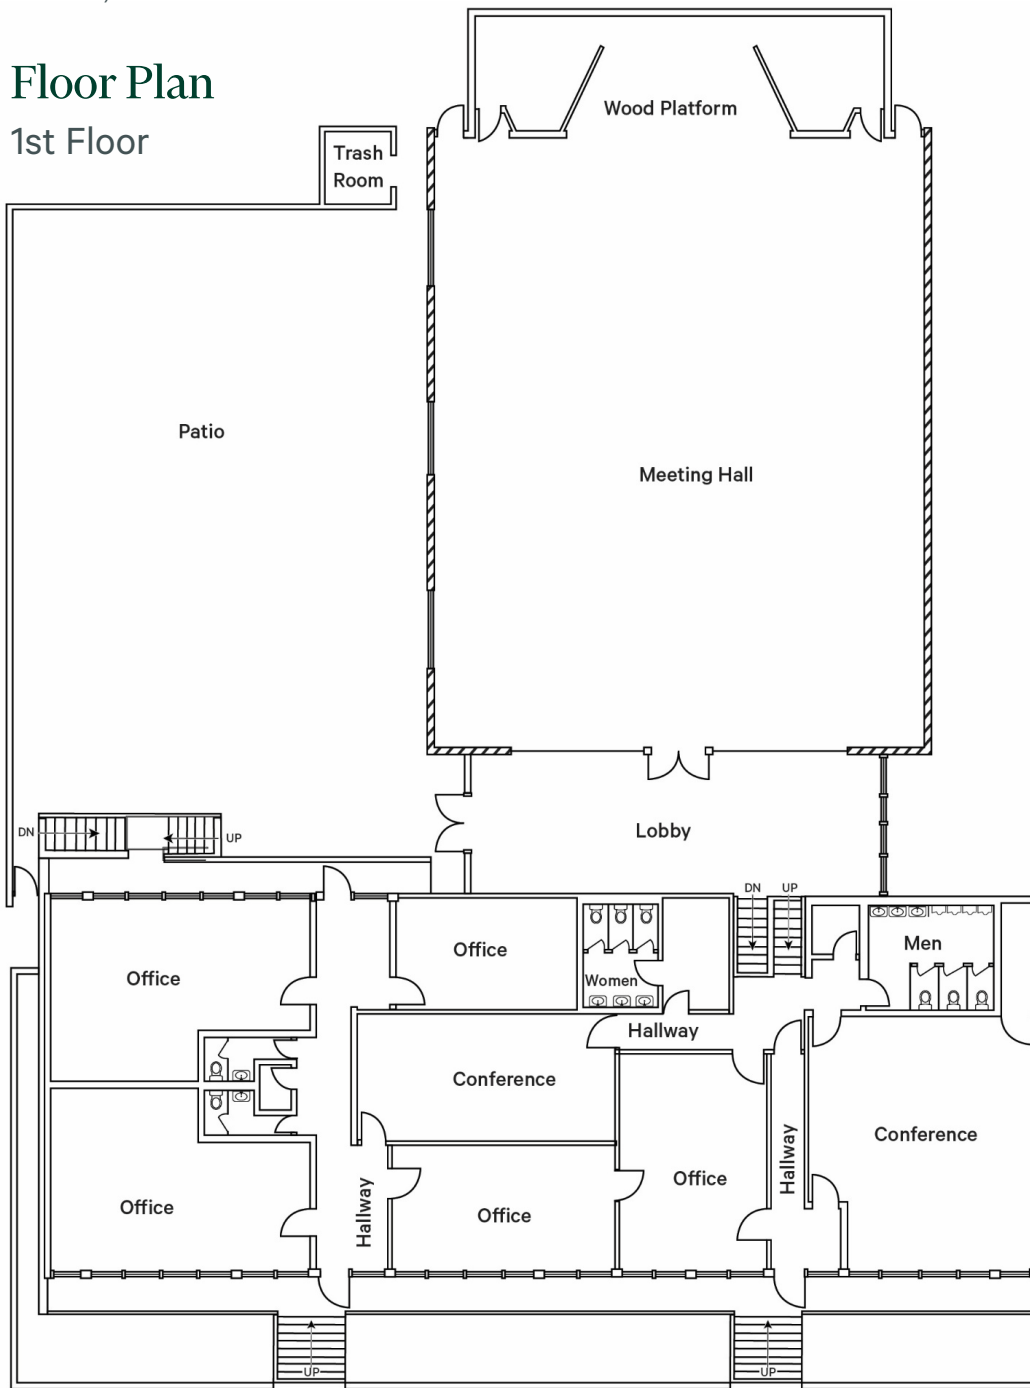 Floor Plan
1st Floor
Wood Platform
Trash
Room
Patio
Meeting Hall
DN
UP
Lobby
DN
UP
Office
Office
Women
Men
Hallway
Conference
Conference
Hallway
Office
Office
Hallway
Office
UP
UP